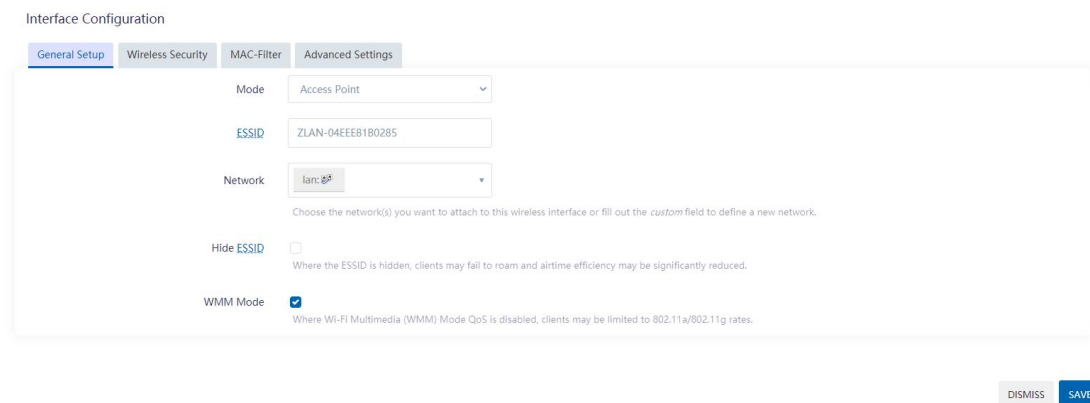 Interface Configuration
General Setup Wireless Security MAC-Filter Advanced Settings
Mode Access Point
ESSID ZLAN-04EEE81B0285
Network lan:
Choose the network(s) you want to attach to this wireless interface or fill out the custom field to define a new network.
Hide ESSID
Where the ESSID is hidden, clients may fail to roam and airtime efficiency may be significantly reduced.
WMM Mode
Where Wi-Fi Multimedia (WMM) Mode QoS is disabled, clients may be limited to 802.11a/802.11g rates.
DISMISS SAVE